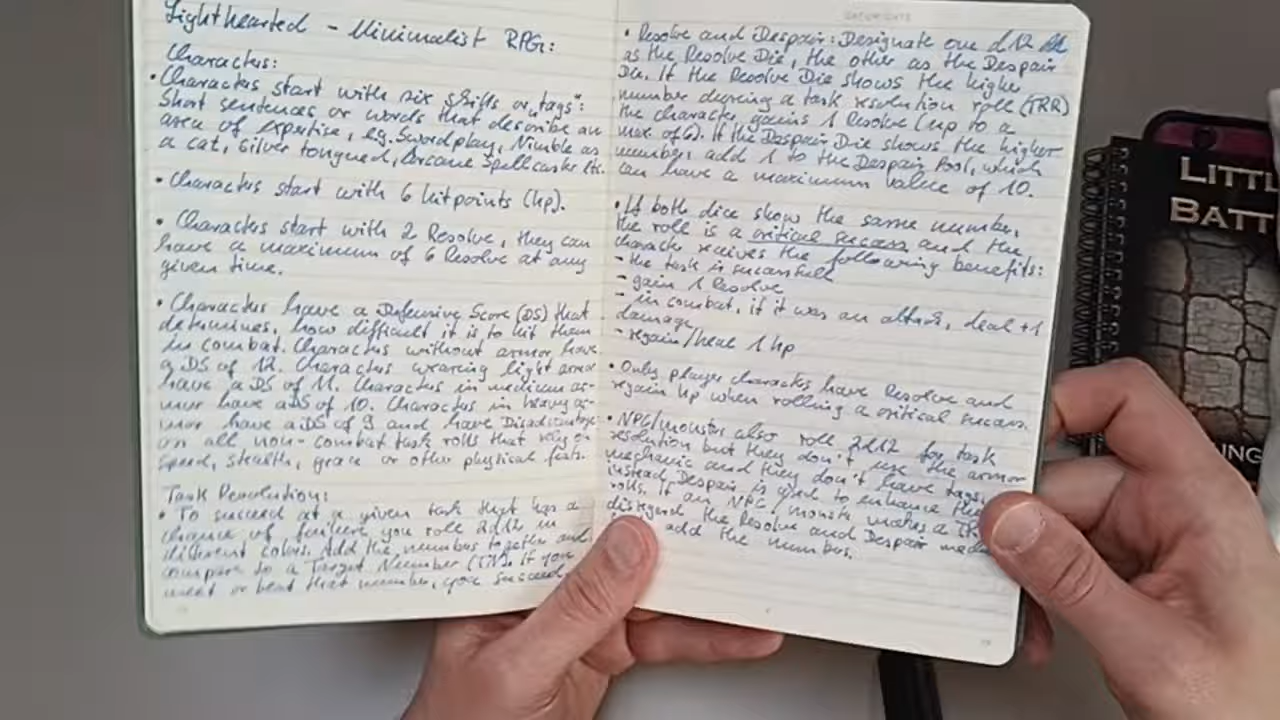 Lighthearted - Minimalist RPG:
Characters:
• Characters start with six skills or "tags":
Short sentences or words that describe an
area of expertise, eg. Swordplay, Nimble as
a cat, Silver tongued, Arcane Spellcaster etc.
• Characters start with 6 hitpoints (hp).
• Characters start with 2 Resolve, they can
have a maximum of 6 Resolve at any
given time.
• Characters have a Defensive Score (DS) that
determines, how difficult it is to hit them
in combat. Characters without armor have
a DS of 12. Characters wearing light armor
have a DS of 11. Characters in medium ar-
mor have a DS of 10. Characters in heavy ar-
mor have a DS of 9 and have Disadvantage
on all non-combat task rolls that rely on
speed, stealth, grace or other physical feats.
Task Resolution:
• To succeed at a given task that has a
chance of failure you roll 2d12 in
different colors. Add the numbers together and
compare to a Target Number (TN). If you
meet or beat that number, you succeed.
• Resolve and Despair: Designate one d12
as the Resolve Die, the other as the Despair
Die. If the Resolve Die shows the higher
number during a task resolution roll (TRR)
the character gains 1 Resolve (up to a
max. of 6). If the Despair Die shows the higher
number, add 1 to the Despair Pool, which
can have a maximum value of 10.
• If both dice show the same number,
the roll is a critical success and the
character receives the following benefits:
- the task is sucessfull
- gain 1 Resolve
- in combat, if it was an attack, deal +1
damage
- regain/heal 1 hp
• Only player characters have Resolve and
regain hp when rolling a critical success.
• NPC/monsters also roll 2d12 for task
resolution but they don't use the armor
mechanic and they don't have tags,
instead Despair is used to enhance their
rolls. If an NPC/monster makes a
disregard the Resolve and Despair
add the numbers.
LITTL
BATT
UNG